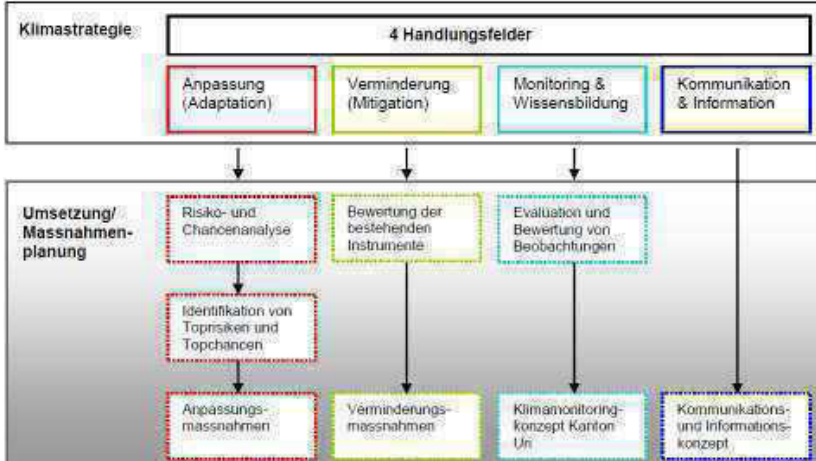 Klimastrategie
4 Handlungsfelder
Anpassung
(Adaptation)
Verminderung
(Mitigation)
Monitoring &
Wissensbildung
Kommunikation
& Information
Umsetzung/
Massnahmen-
planung
Risiko- und
Chancenanalyse
Bewertung der
bestehenden
Instrumente
Evaluation und
Bewertung von
Beobachtungen
Identifikation von
Toprisiken und
Topchancen
Anpassungs-
massnahmen
Verminderungs-
massnahmen
Klimamonitoring-
konzept Kanton
Uri
Kommunikations-
und Informations-
konzept